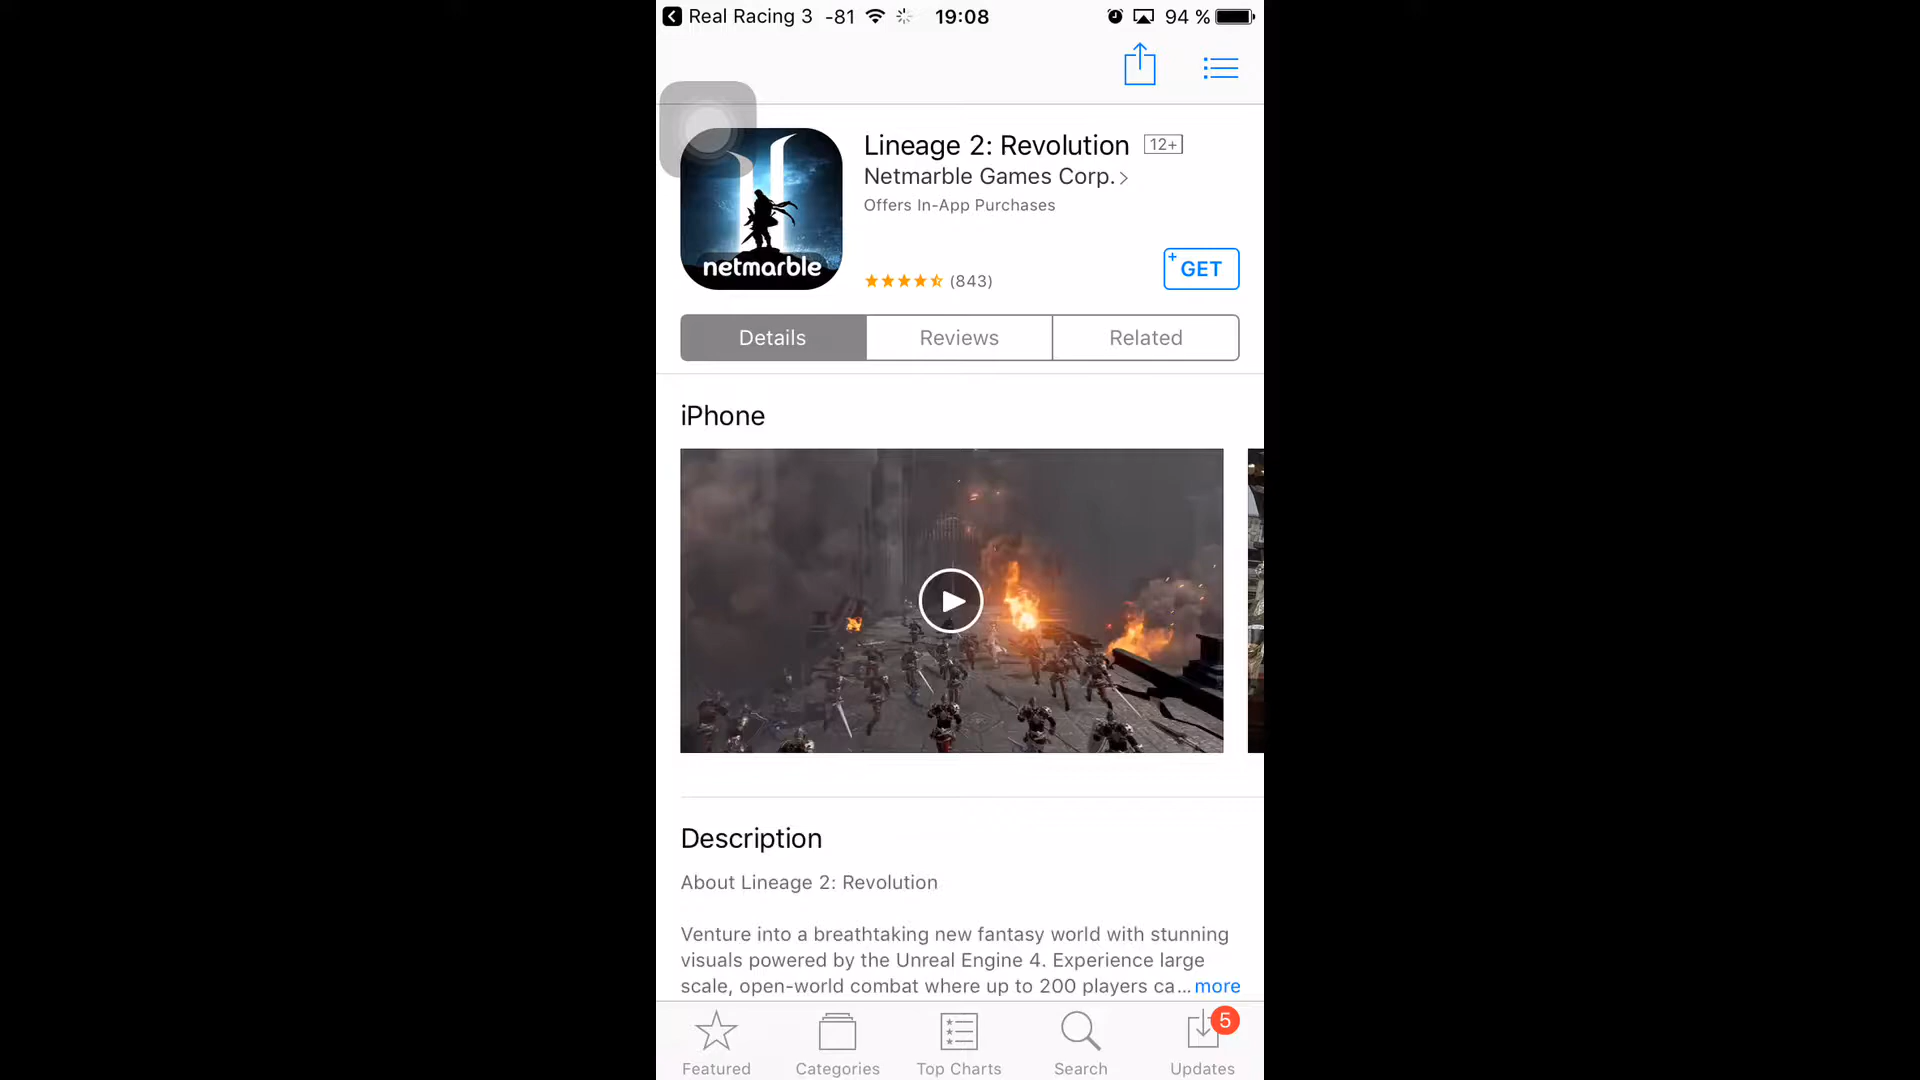 Real Racing 3 -81 19:08 94 %
Lineage 2: Revolution 12+
Netmarble Games Corp.
Offers In-App Purchases
netmarble
(843)
+ GET
Details Reviews Related
iPhone
Description
About Lineage 2: Revolution
Venture into a breathtaking new fantasy world with stunning
visuals powered by the Unreal Engine 4. Experience large
scale, open-world combat where up to 200 players ca... more
5
Featured Categories Top Charts Search Updates